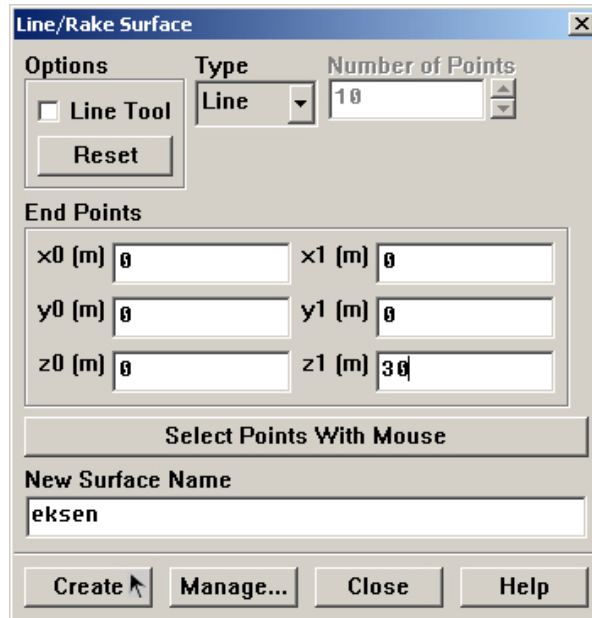 Line/Rake Surface
Options
Type
Number of Points
Line Tool
Line
10
Reset
End Points
x0 (m) 0
x1 (m) 0
y0 (m) 0
y1 (m) 0
z0 (m) 0
z1 (m) 30
Select Points With Mouse
New Surface Name
eksen
Create
Manage...
Close
Help